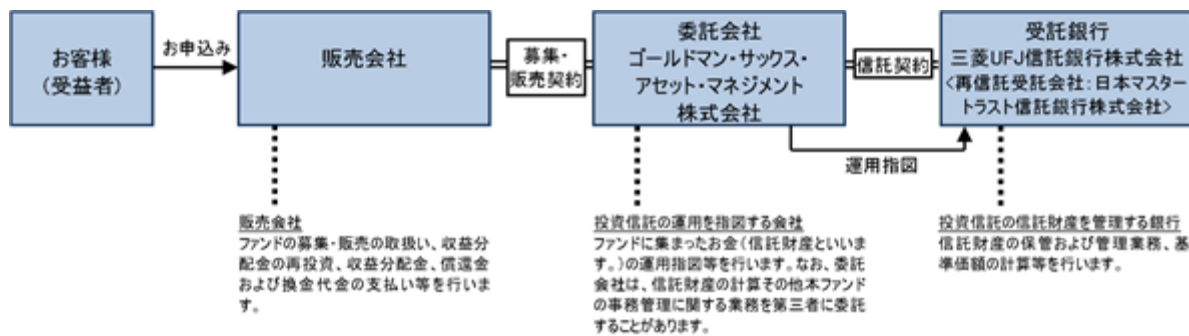 お客様
(受益者)
お申込み
販売会社
募集・
販売契約
委託会社
ゴールドマン・サックス・
アセット・マネジメント
株式会社
信託契約
受託銀行
三菱UFJ信託銀行株式会社
<再信託受託会社:日本マスター
トラスト信託銀行株式会社>
運用指図
販売会社
ファンドの募集・販売の取扱い、収益分
配金の再投資、収益分配金、償還金
および換金代金の支払い等を行いま
す。
投資信託の運用を指図する会社
ファンドに集まったお金(信託財産といいま
す。)の運用指図等を行います。なお、委託
会社は、信託財産の計算その他本ファンド
の事務管理に関する業務を第三者に委託
することがあります。
投資信託の信託財産を管理する銀行
信託財産の保管および管理業務、基
準価額の計算等を行います。